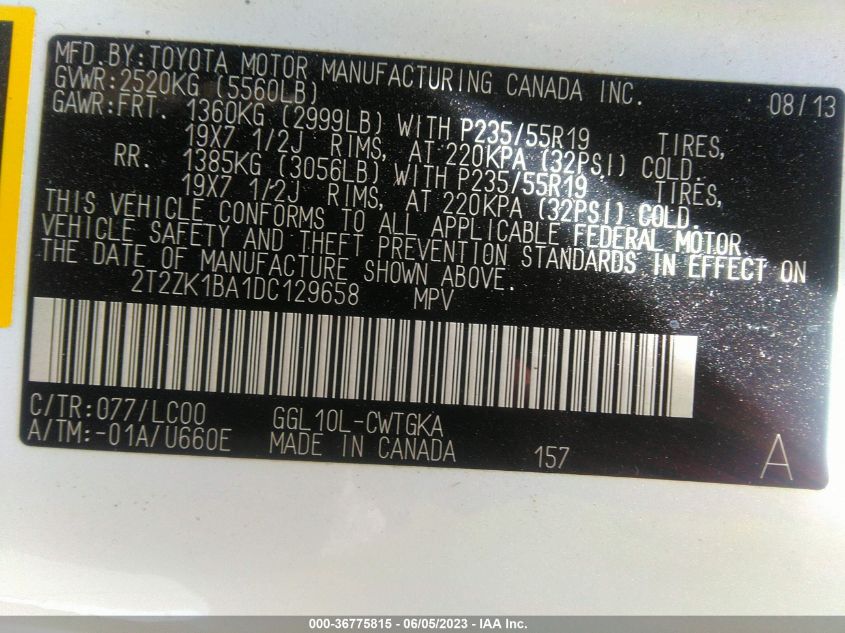 MFD.BY:TOYOTA MOTOR MANUFACTURING CANADA INC. 08/13
GVWR:2520KG (5560LB)
GAWR:FRT. 1360KG (2999LB) WITH P235/55R19 TIRES,
19X7 1/2J RIMS, AT 220KPA (32PSI) COLD.
RR. 1385KG (3056LB) WITH P235/55R19 TIRES,
19X7 1/2J RIMS, AT 220KPA (32PSI) COLD.
THIS VEHICLE CONFORMS TO ALL APPLICABLE FEDERAL MOTOR
VEHICLE SAFETY AND THEFT PREVENTION STANDARDS IN EFFECT ON
THE DATE OF MANUFACTURE SHOWN ABOVE.
2T2ZK1BA1DC129658 MPV
C/TR:077/LC00 GGL10L-CWTGKA
A/TM:-01A/U660E MADE IN CANADA 157 A
000-36775815 - 06/05/2023 - IAA Inc.